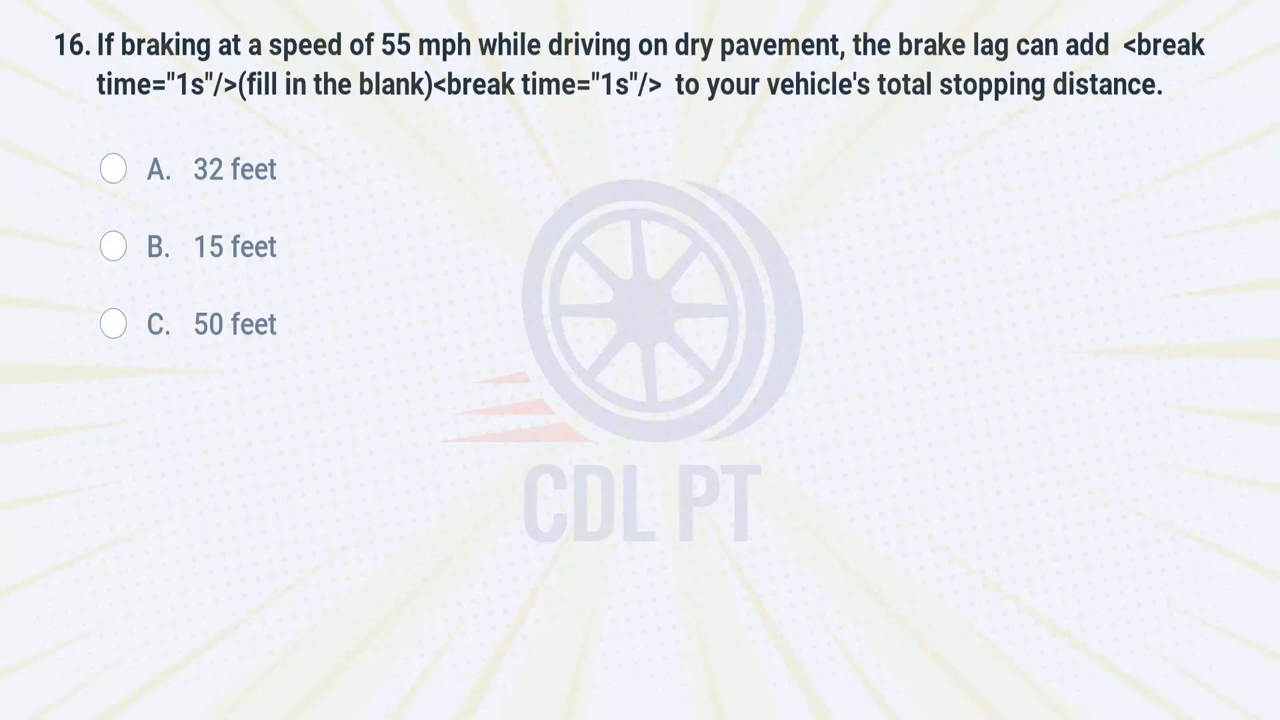 16. If braking at a speed of 55 mph while driving on dry pavement, the brake lag can add <break
time="1s"/>(fill in the blank)<break time="1s"/> to your vehicle's total stopping distance.
A. 32 feet
B. 15 feet
C. 50 feet
CDL PT